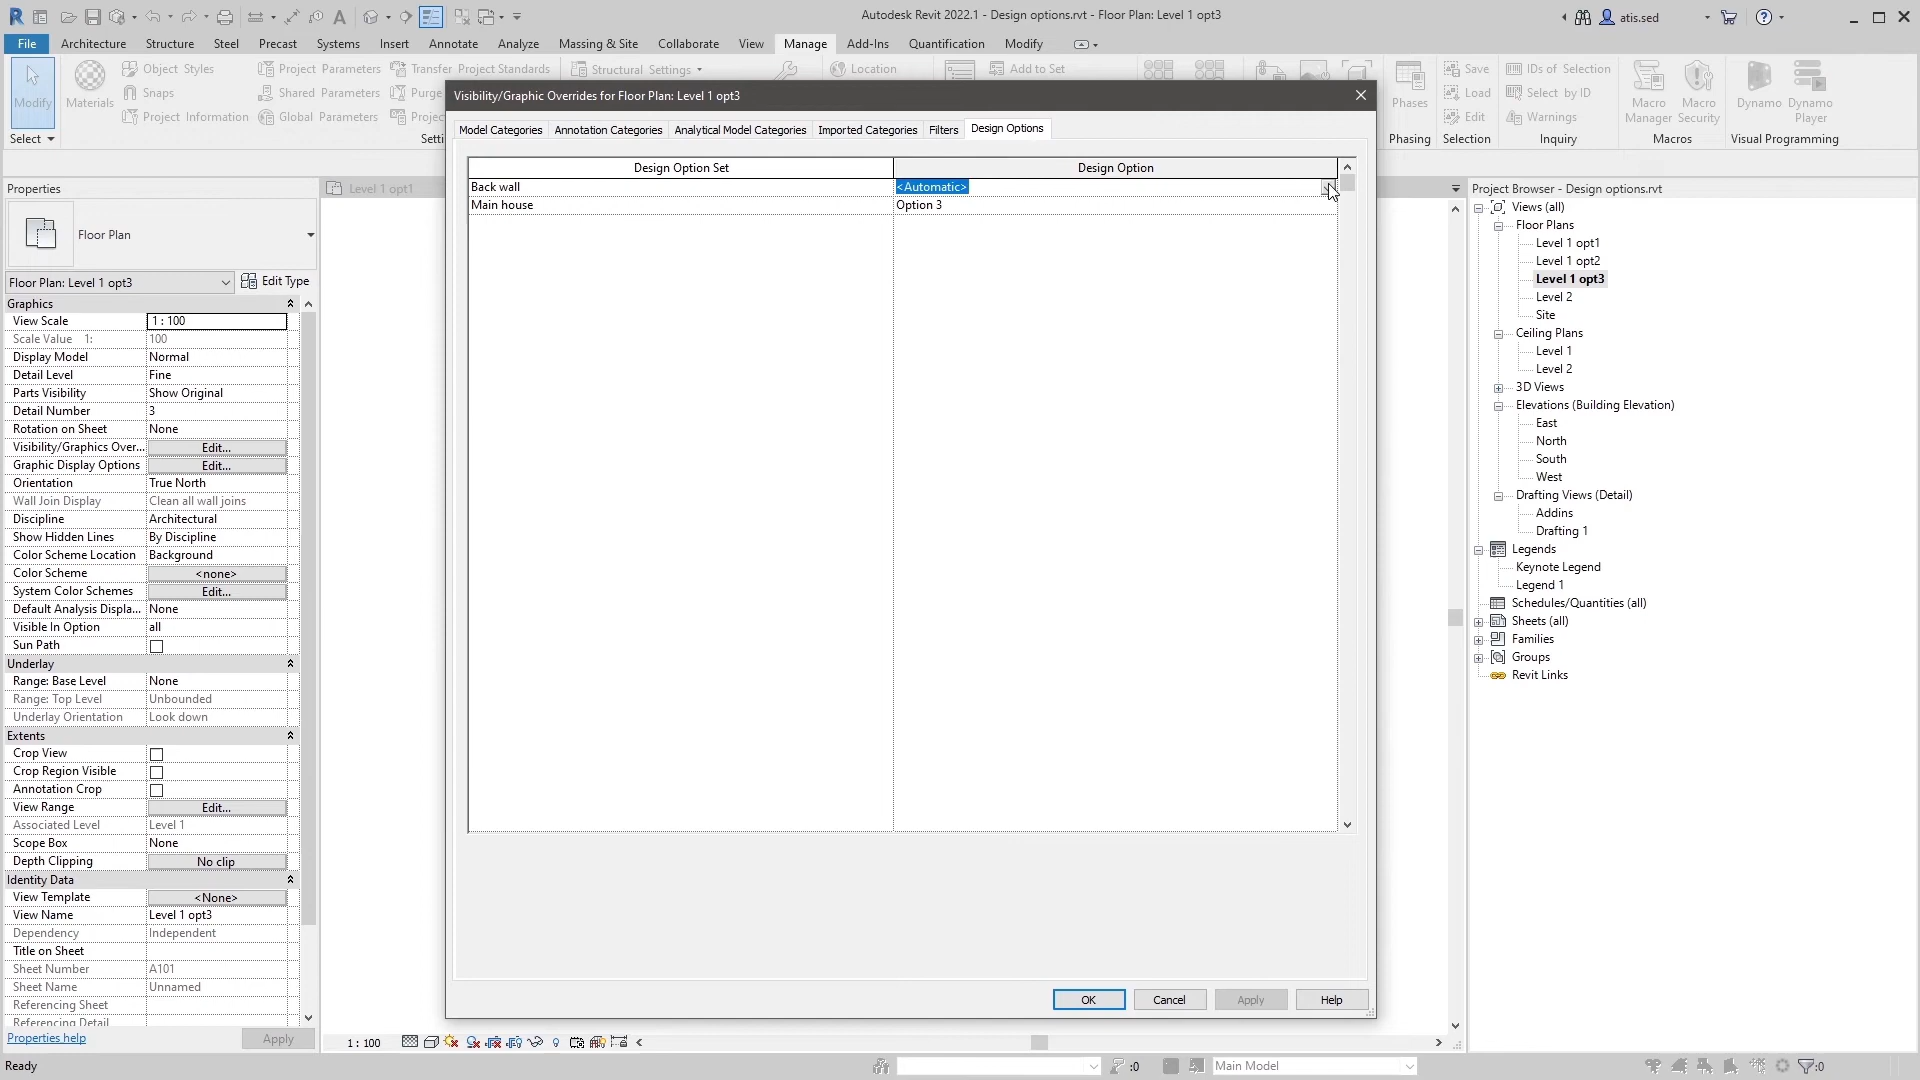 Autodesk Revit 2022.1 - Design options.rvt - Floor Plan: Level 1 opt3
atis.sed
File Architecture Structure Steel Precast Systems Insert Annotate Analyze Massing & Site Collaborate View Manage Add-Ins Quantification Modify
Modify
Select
Materials
Object Styles
Snaps
Project Information
Project Parameters
Shared Parameters
Global Parameters
Transfer Project Standards
Purge
Structural Settings
Location
Add to Set
Phases
Phasing
Save
Load
Edit
Selection
IDs of Selection
Select by ID
Warnings
Inquiry
Macro Manager
Macro Security
Macros
Dynamo
Dynamo Player
Visual Programming
Properties
Floor Plan
Floor Plan: Level 1 opt3
Edit Type
Graphics
View Scale 1 : 100
Scale Value 1: 100
Display Model Normal
Detail Level Fine
Parts Visibility Show Original
Detail Number 3
Rotation on Sheet None
Visibility/Graphics Over... Edit...
Graphic Display Options Edit...
Orientation True North
Wall Join Display Clean all wall joins
Discipline Architectural
Show Hidden Lines By Discipline
Color Scheme Location Background
Color Scheme <none>
System Color Schemes Edit...
Default Analysis Displa... None
Visible In Option all
Sun Path
Underlay
Range: Base Level None
Range: Top Level Unbounded
Underlay Orientation Look down
Extents
Crop View
Crop Region Visible
Annotation Crop
View Range Edit...
Associated Level Level 1
Scope Box None
Depth Clipping No clip
Identity Data
View Template <None>
View Name Level 1 opt3
Dependency Independent
Title on Sheet
Sheet Number A101
Sheet Name Unnamed
Referencing Sheet
Referencing Detail
Properties help
Apply
Level 1 opt1
Visibility/Graphic Overrides for Floor Plan: Level 1 opt3
Model Categories Annotation Categories Analytical Model Categories Imported Categories Filters Design Options
Design Option Set Design Option
Back wall <Automatic>
Main house Option 3
OK Cancel Apply Help
Project Browser - Design options.rvt
Views (all)
Floor Plans
Level 1 opt1
Level 1 opt2
Level 1 opt3
Level 2
Site
Ceiling Plans
Level 1
Level 2
3D Views
Elevations (Building Elevation)
East
North
South
West
Drafting Views (Detail)
Addins
Drafting 1
Legends
Keynote Legend
Legend 1
Schedules/Quantities (all)
Sheets (all)
Families
Groups
Revit Links
1 : 100
Ready
:0
Main Model
:0